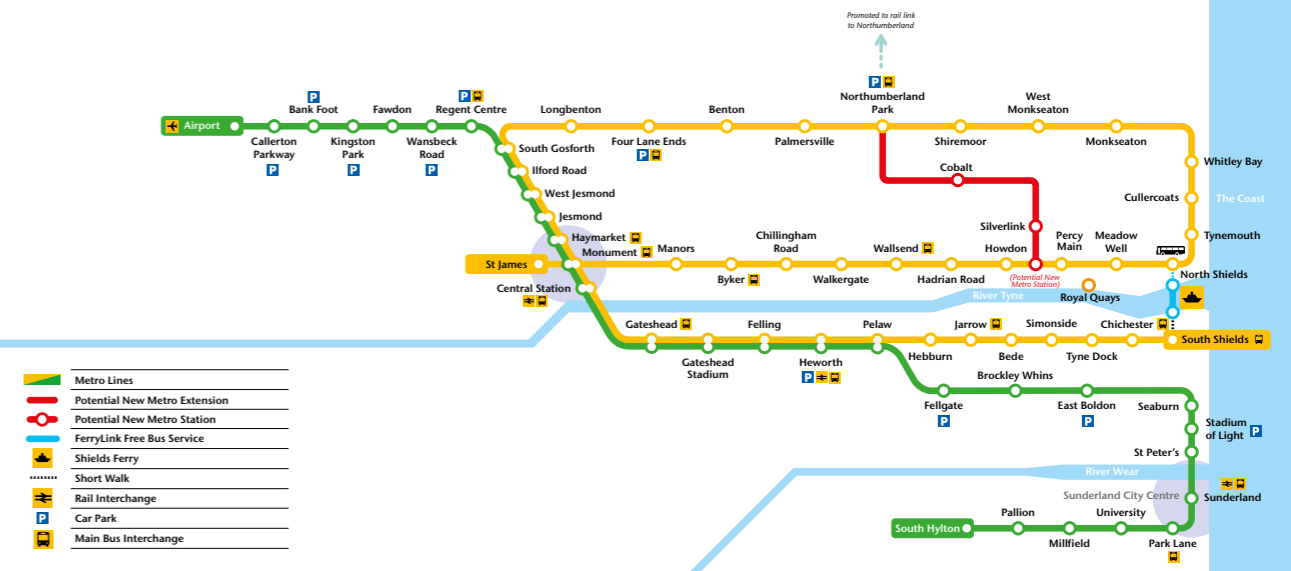 Promoted to rail link
to Northumberland
P
P
P
Northumberland
Park
West
Monkseaton
Bank Foot
Fawdon
Regent Centre
Longbenton
Benton
Airport
Callerton
Parkway
P
Kingston
Park
P
Wansbeck
Road
P
South Gosforth
Four Lane Ends
P
Palmersville
Shiremoor
Monkseaton
Ilford Road
Cobalt
Whitley Bay
West Jesmond
Cullercoats
The Coast
Jesmond
Silverlink
Tynemouth
Haymarket
Monument
Manors
Chillingham
Road
Wallsend
Howdon
Percy
Main
Meadow
Well
St James
Byker
Walkergate
Hadrian Road
(Potential New
Metro Station)
North Shields
Central Station
River Tyne
Royal Quays
Gateshead
Felling
Pelaw
Jarrow
Simonside
Chichester
South Shields
Gateshead
Stadium
Heworth
P
Hebburn
Bede
Tyne Dock
Brockley Whins
Fellgate
P
East Boldon
P
Seaburn
Stadium
of Light
P
St Peter's
River Wear
Sunderland City Centre
Sunderland
South Hylton
Pallion
Millfield
University
Park Lane
Metro Lines
Potential New Metro Extension
Potential New Metro Station
FerryLink Free Bus Service
Shields Ferry
Short Walk
Rail Interchange
P
Car Park
Main Bus Interchange